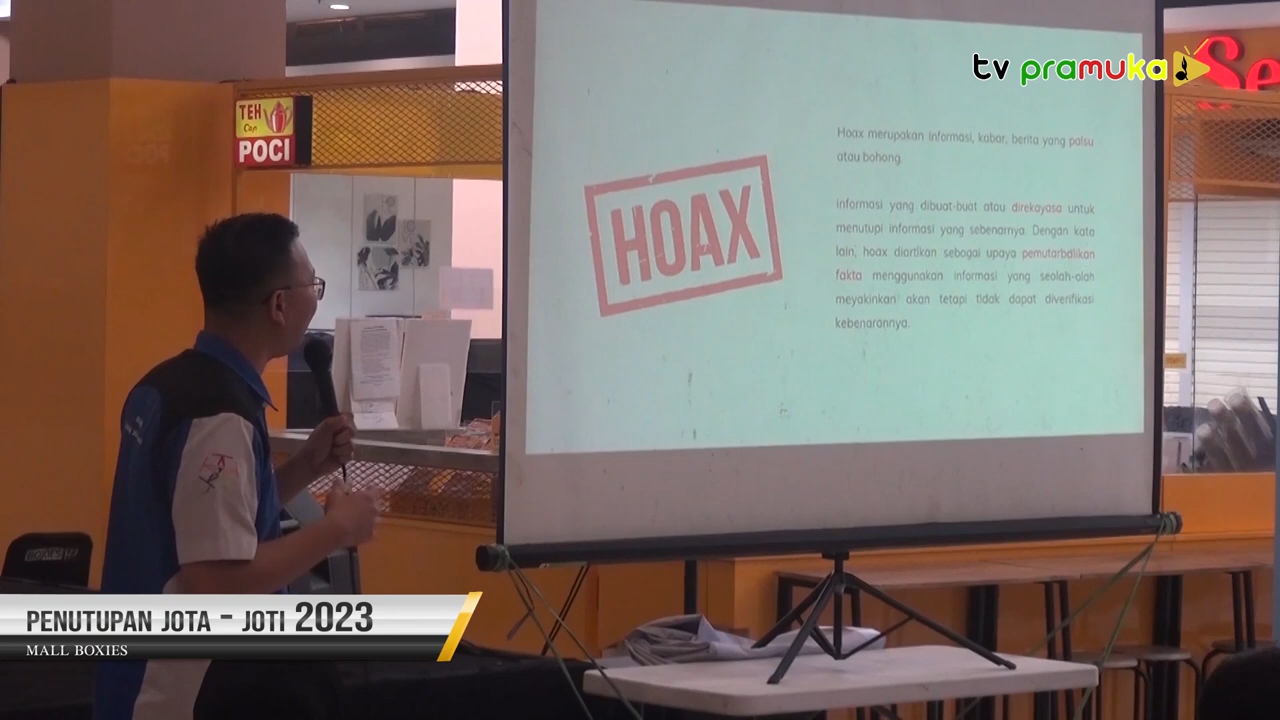 tv pramuka
Se
TEH
Cap
POCI
HOAX
Hoax merupakan informasi, kabar, berita yang palsu
atau bohong.
informasi yang dibuat-buat atau direkayasa untuk
menutupi informasi yang sebenarnya. Dengan kata
lain, hoax diartikan sebagai upaya pemutarbalikan
fakta menggunakan informasi yang seolah-olah
meyakinkan akan tetapi tidak dapat diverifikasi
kebenarannya.
PENUTUPAN JOTA - JOTI 2023
MALL BOXIES